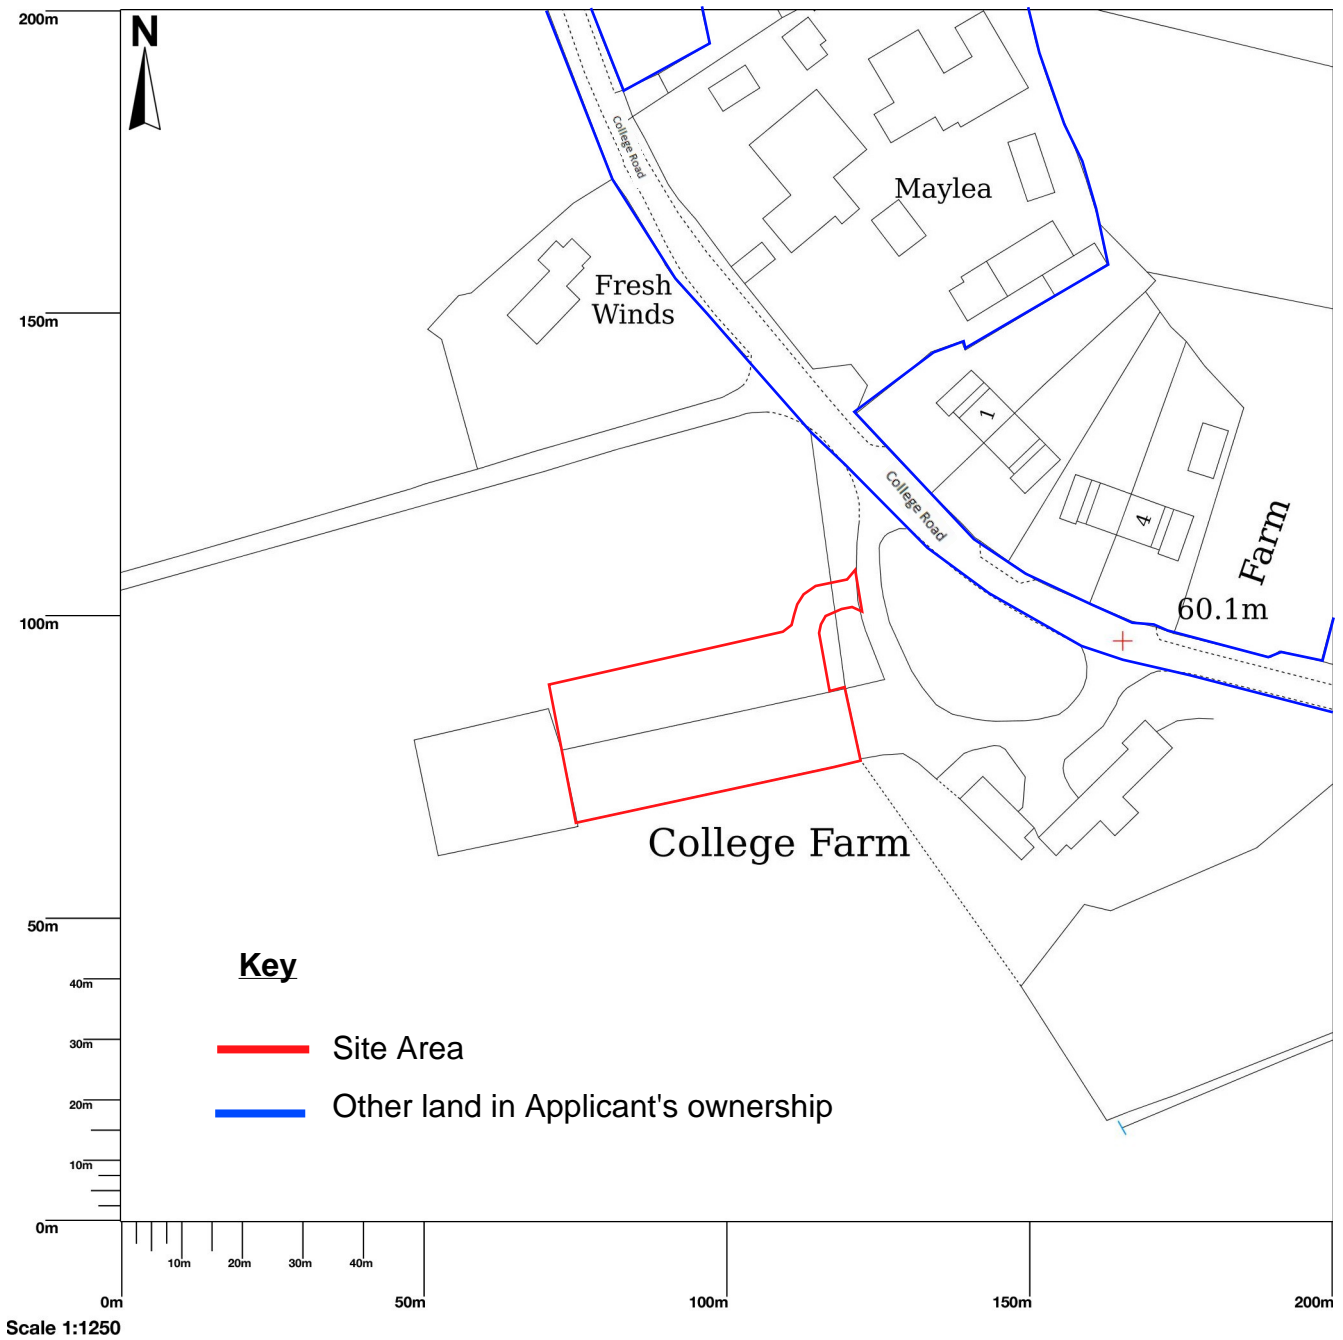 200m
N
College Road
Maylea
Fresh
Winds
150m
1
College Road
4
Farm
60.1m
100m
College Farm
50m
Key
40m
Site Area
30m
Other land in Applicant's ownership
20m
10m
0m
10m 20m 30m 40m
0m 50m 100m 150m 200m
Scale 1:1250